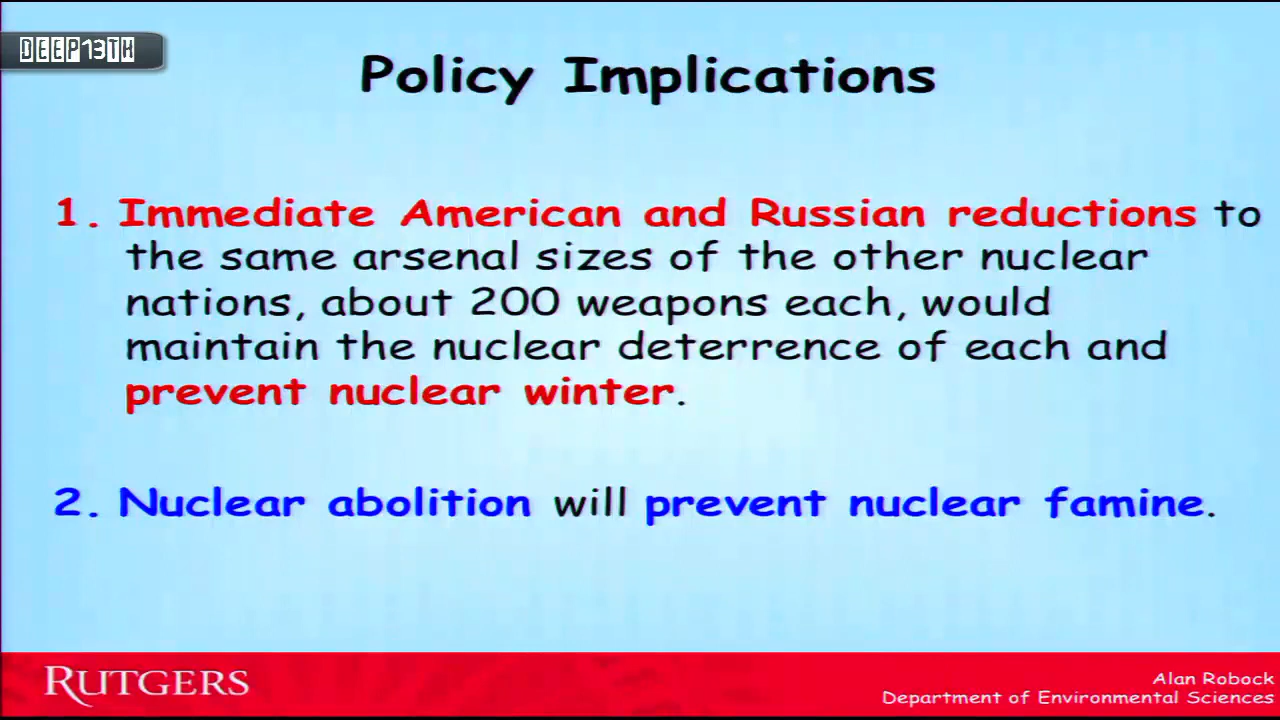 DEEP13TH
Policy Implications
1. Immediate American and Russian reductions to
the same arsenal sizes of the other nuclear
nations, about 200 weapons each, would
maintain the nuclear deterrence of each and
prevent nuclear winter.
2. Nuclear abolition will prevent nuclear famine.
RUTGERS
Alan Robock
Department of Environmental Sciences